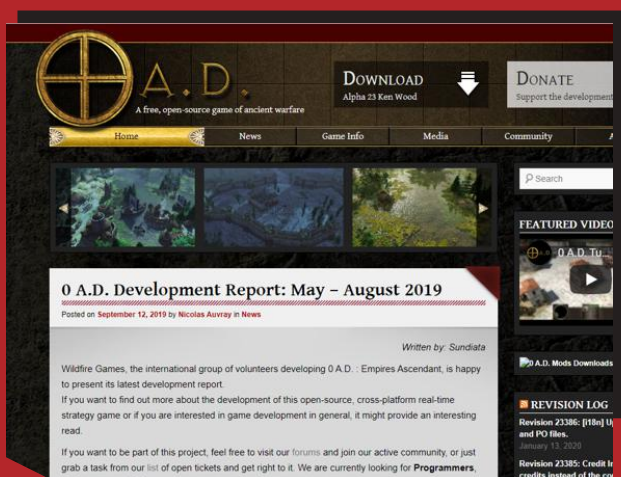 A.D.
A free, open-source game of ancient warfare
Download
Alpha 23 Ken Wood
Donate
Support the development
Home News Game Info Media Community
Search
FEATURED VIDEO
0 A.D. Tu
0 A.D. Development Report: May – August 2019
Posted on September 12, 2019 by Nicolas Auvray in News
Written by: Sundiata
Wildfire Games, the international group of volunteers developing 0 A.D. : Empires Ascendant, is happy
to present its latest development report.
If you want to find out more about the development of this open-source, cross-platform real-time
strategy game or if you are interested in game development in general, it might provide an interesting
read.
If you want to be part of this project, feel free to visit our forums and join our active community, or just
grab a task from our list of open tickets and get right to it. We are currently looking for Programmers,
0 A.D. Mods Downloads
REVISION LOG
Revision 23386: [i18n] Up
and PO files.
January 13, 2020
Revision 23385: Credit
credits instead of the